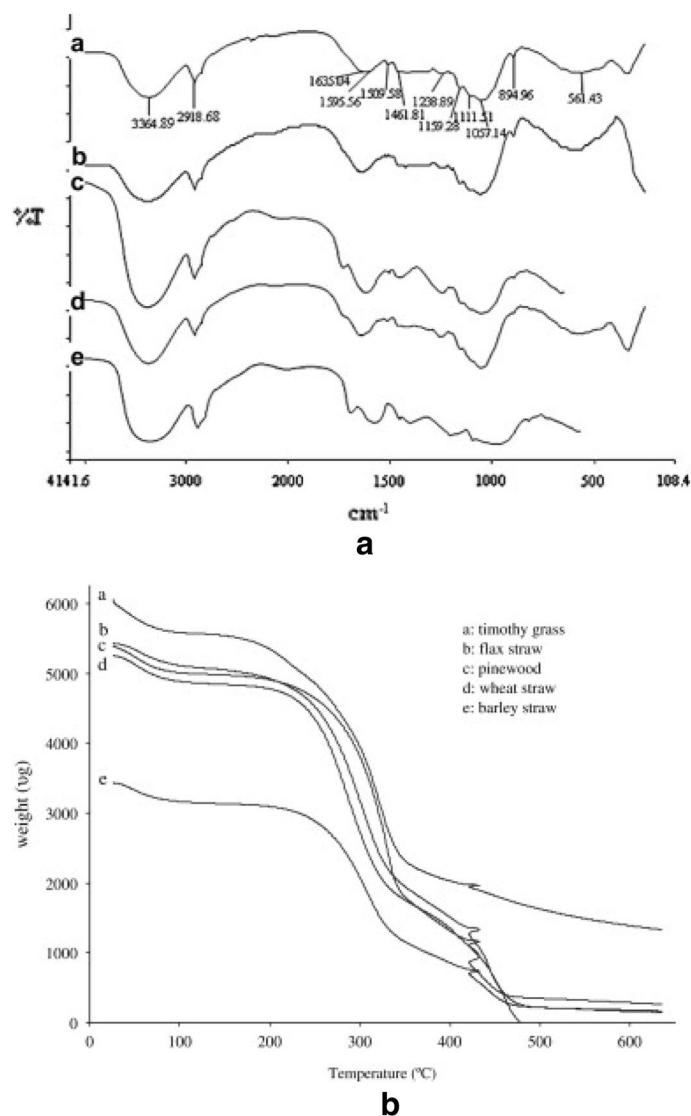 a
3364.89
2918.68
1635.04
1595.56
1509.58
1461.81
1238.89
1159.28
1111.51
1057.14
894.96
561.43
b
c
%T
d
e
4141.6 3000 2000 1500 1000 500 108.4
cm-1
a
a
6000
b
c
5000
d
a: timothy grass
b: flax straw
c: pinewood
d: wheat straw
e: barley straw
4000
weight (υg)
e
3000
2000
1000
0
0 100 200 300 400 500 600
Temperature (ºC)
b